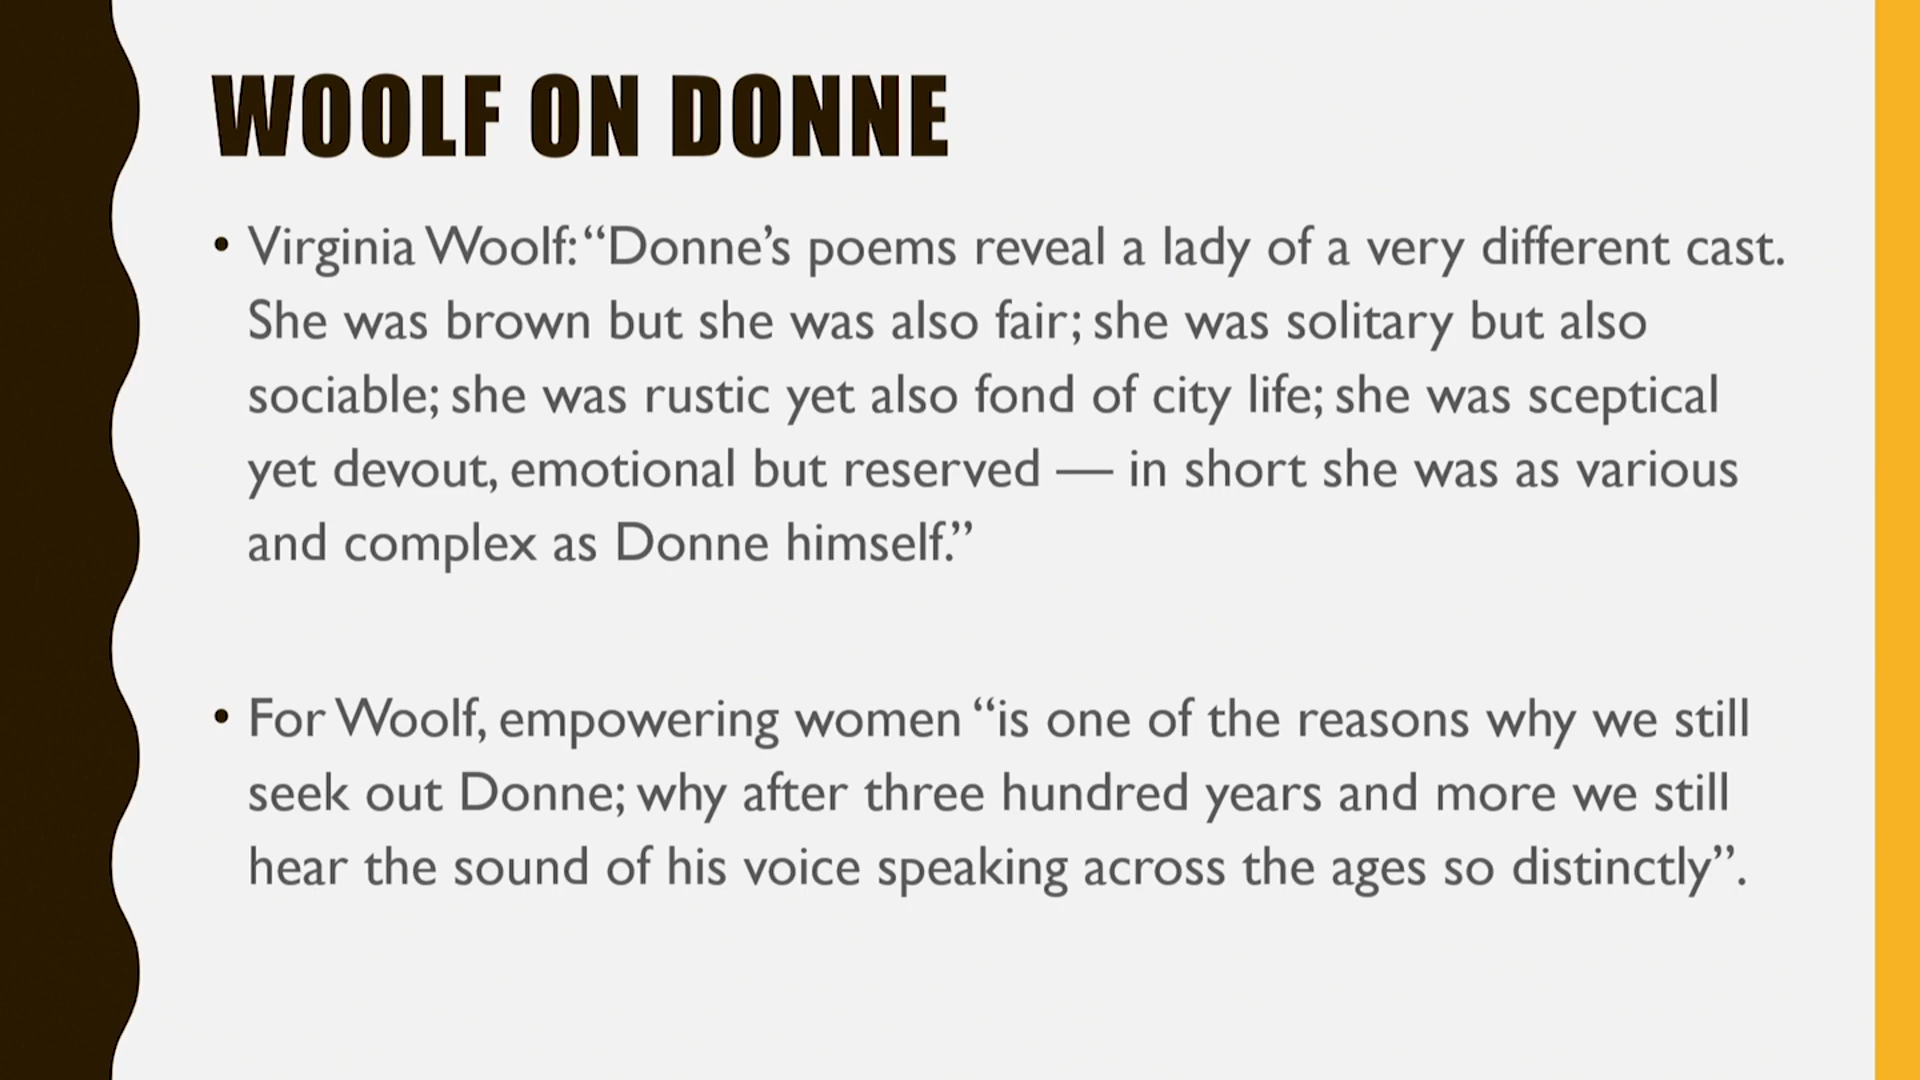 WOOLF ON DONNE
• Virginia Woolf: “Donne’s poems reveal a lady of a very different cast.
She was brown but she was also fair; she was solitary but also
sociable; she was rustic yet also fond of city life; she was sceptical
yet devout, emotional but reserved — in short she was as various
and complex as Donne himself.”
• For Woolf, empowering women “is one of the reasons why we still
seek out Donne; why after three hundred years and more we still
hear the sound of his voice speaking across the ages so distinctly”.